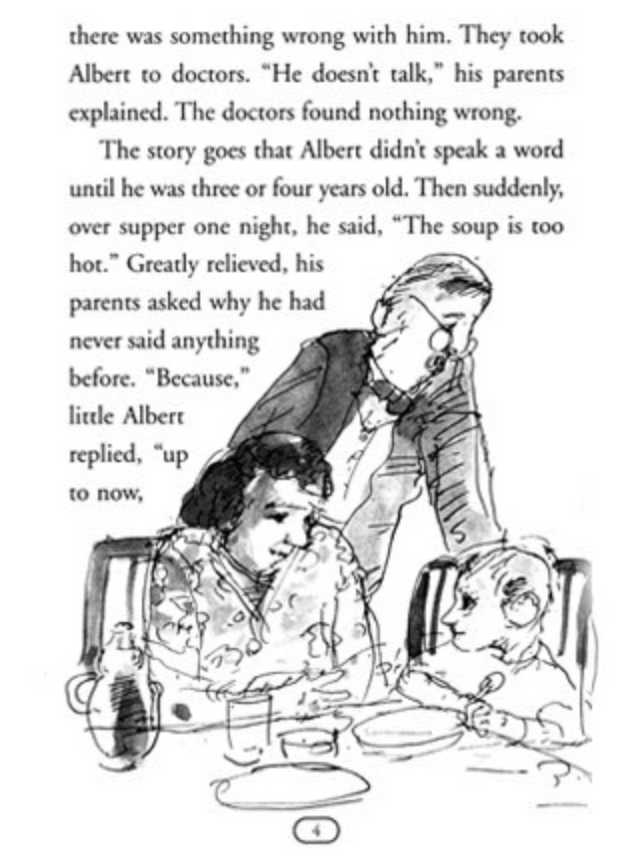 there was something wrong with him. They took
Albert to doctors. “He doesn’t talk,” his parents
explained. The doctors found nothing wrong.
The story goes that Albert didn’t speak a word
until he was three or four years old. Then suddenly,
over supper one night, he said, “The soup is too
hot.” Greatly relieved, his
parents asked why he had
never said anything
before. “Because,”
little Albert
replied, “up
to now,
4